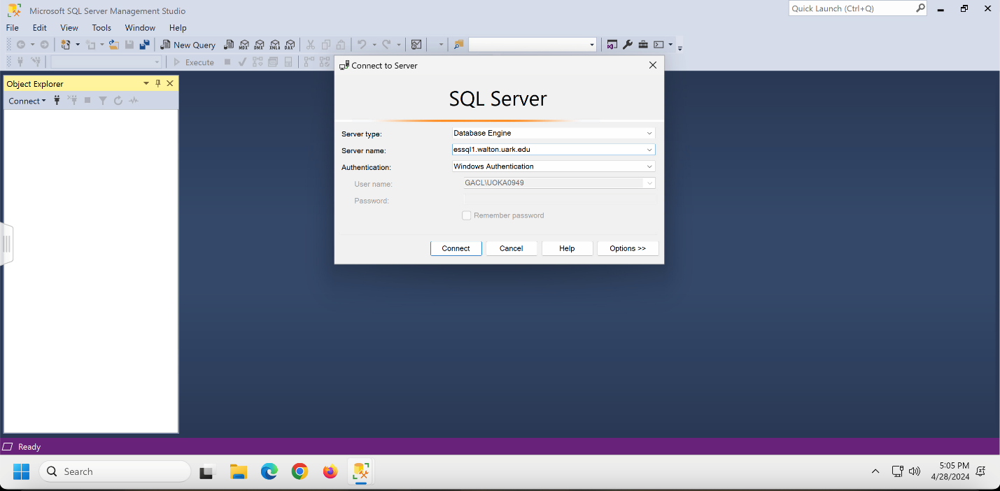 Microsoft SQL Server Management Studio
Quick Launch (Ctrl+Q)
File Edit View Tools Window Help
New Query MDX DMX XMLA DAX
Execute
Object Explorer
Connect
Connect to Server
SQL Server
Server type: Database Engine
Server name: essql1.walton.uark.edu
Authentication: Windows Authentication
User name: GACL\UOKA0949
Password:
Remember password
Connect Cancel Help Options >>
Ready
Search
5:05 PM
4/28/2024